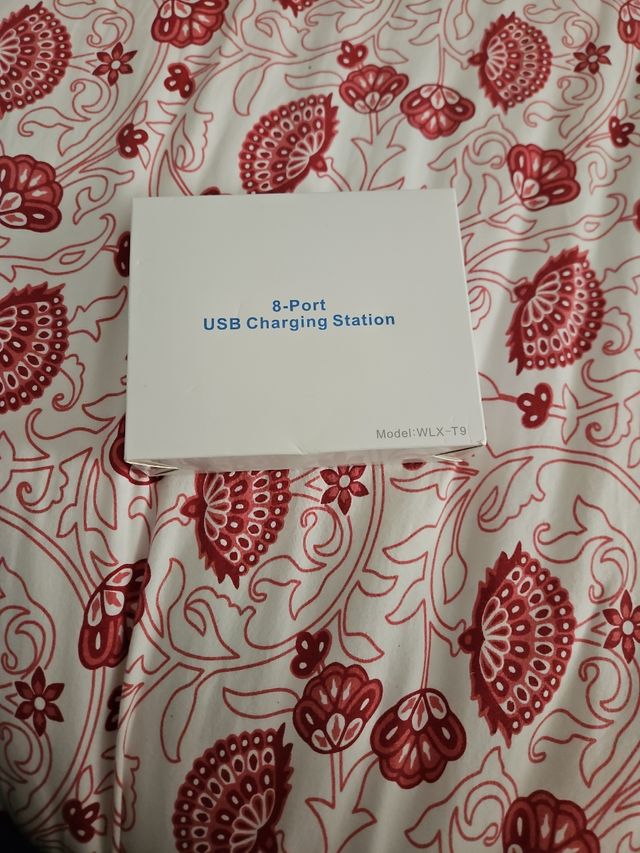 8-Port
USB Charging Station
Model:WLX-T9